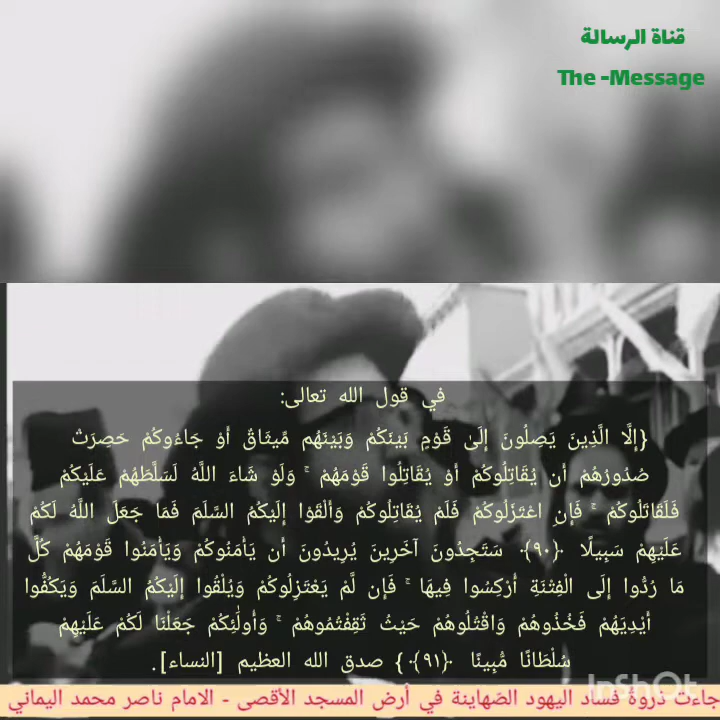 قناة الرسالة
The -Message
في قول الله تعالى:
{إِلَّا الَّذِينَ يَصِلُونَ إِلَىٰ قَوْمٍ بَيْنَكُمْ وَبَيْنَهُم مِّيثَاقٌ أَوْ جَاءُوكُمْ حَصِرَتْ
صُدُورُهُمْ أَن يُقَاتِلُوكُمْ أَوْ يُقَاتِلُوا قَوْمَهُمْ ۚ وَلَوْ شَاءَ اللَّهُ لَسَلَّطَهُمْ عَلَيْكُمْ
فَلَقَاتَلُوكُمْ ۚ فَإِنِ اعْتَزَلُوكُمْ فَلَمْ يُقَاتِلُوكُمْ وَأَلْقَوْا إِلَيْكُمُ السَّلَمَ فَمَا جَعَلَ اللَّهُ لَكُمْ
عَلَيْهِمْ سَبِيلًا ﴿٩٠﴾ سَتَجِدُونَ آخَرِينَ يُرِيدُونَ أَن يَأْمَنُوكُمْ وَيَأْمَنُوا قَوْمَهُمْ كُلَّ
مَا رُدُّوا إِلَى الْفِتْنَةِ أُرْكِسُوا فِيهَا ۚ فَإِن لَّمْ يَعْتَزِلُوكُمْ وَيُلْقُوا إِلَيْكُمُ السَّلَمَ وَيَكُفُّوا
أَيْدِيَهُمْ فَخُذُوهُمْ وَاقْتُلُوهُمْ حَيْثُ ثَقِفْتُمُوهُمْ ۚ وَأُولَٰئِكُمْ جَعَلْنَا لَكُمْ عَلَيْهِمْ
سُلْطَانًا مُّبِينًا ﴿٩١﴾} صدق الله العظيم [النساء].
InShot
جاءت ذروة فساد اليهود الصّهاينة في أرض المسجد الأقصى - الامام ناصر محمد اليماني